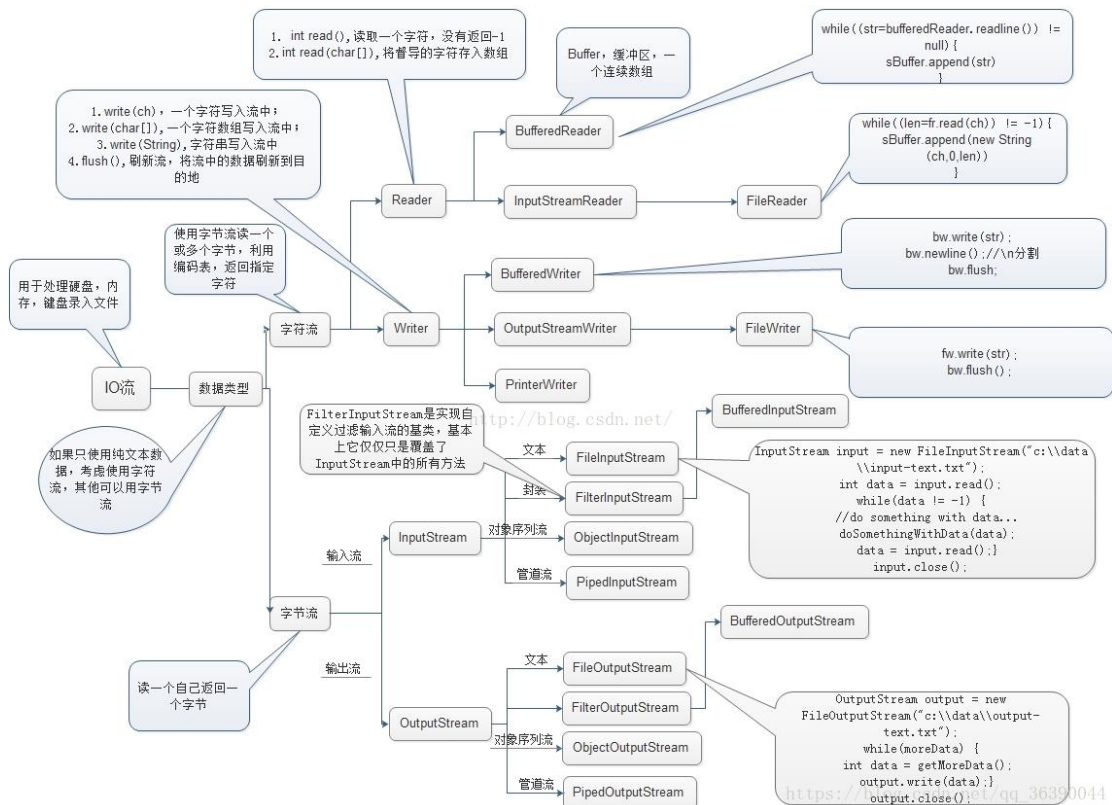 1. int read(),读取一个字符，没有返回-1
2.int read(char[]),将督导的字符存入数组
Buffer，缓冲区，一
个连续数组
while((str=bufferedReader.readline()) !=
null) {
sBuffer.append(str)
}
1.write(ch)，一个字符写入流中；
2.write(char[]),一个字符数组写入流中；
3.write(String),字符串写入流中
4.flush(),刷新流，将流中的数据刷新到目
的地
BufferedReader
while((len=fr.read(ch)) != -1){
sBuffer.append(new String
(ch,0,len))
}
Reader
InputStreamReader
FileReader
使用字节流读一个
或多个字节，利用
编码表，返回指定
字符
用于处理硬盘，内
存，键盘录入文件
BufferedWriter
bw.write(str)；
bw.newline();//\n分割
bw.flush;
字符流
Writer
OutputStreamWriter
FileWriter
fw.write(str)；
bw.flush()；
IO流
数据类型
PrinterWriter
http://blog.csdn.net/
FilterInputStream是实现自
定义过滤输入流的基类，基本
上它仅仅只是覆盖了
InputStream中的所有方法
BufferedInputStream
如果只使用纯文本数
据，考虑使用字符
流，其他可以用字节
流
文本
FileInputStream
InputStream input = new FileInputStream("c:\\data
\\input-text.txt");
int data = input.read();
while(data != -1) {
//do something with data...
doSomethingWithData(data);
data = input.read();}
input.close();
封装
FilterInputStream
InputStream
对象序列流
ObjectInputStream
输入流
管道流
PipedInputStream
字节流
BufferedOutputStream
读一个自己返回一
个字节
输出流
文本
FileOutputStream
FilterOutputStream
OutputStream output = new
FileOutputStream("c:\\data\\output-
text.txt");
while(moreData) {
int data = getMoreData();
output.write(data);}
output.close();
OutputStream
对象序列流
ObjectOutputStream
管道流
PipedOutputStream
https://blog.csdn.net/qq_36390044